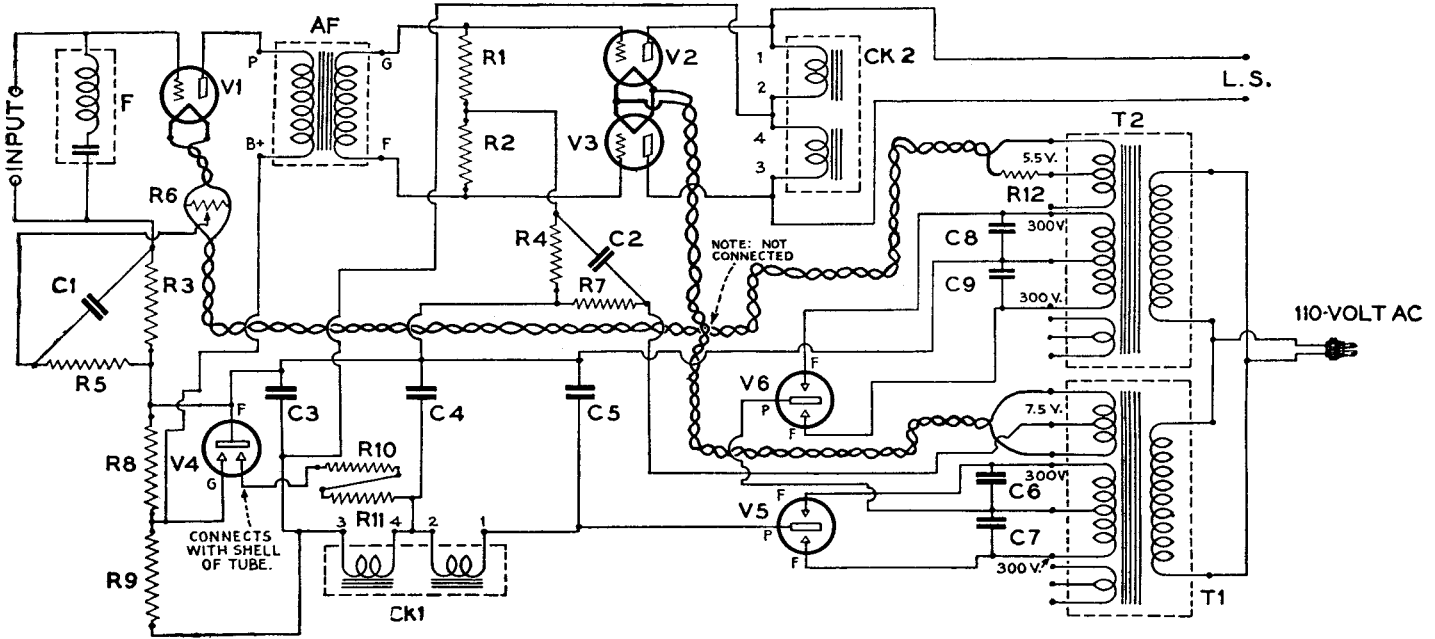 AF
P
G
B+
F
INPUT
F
V1
R1
R2
V2
V3
1
2
4
3
CK 2
L.S.
T2
5.5 V.
R12
300V
300 V.
C8
C9
110-VOLT AC
R6
R4
C2
R7
NOTE: NOT
CONNECTED
C1
R3
R5
C3
C4
C5
V6
F
P
F
7.5 V.
300V
300 V.
C6
C7
T1
R8
V4
F
G
R10
R11
CONNECTS
WITH SHELL
OF TUBE.
R9
3
4
2
1
CK1
V5
F
P
F